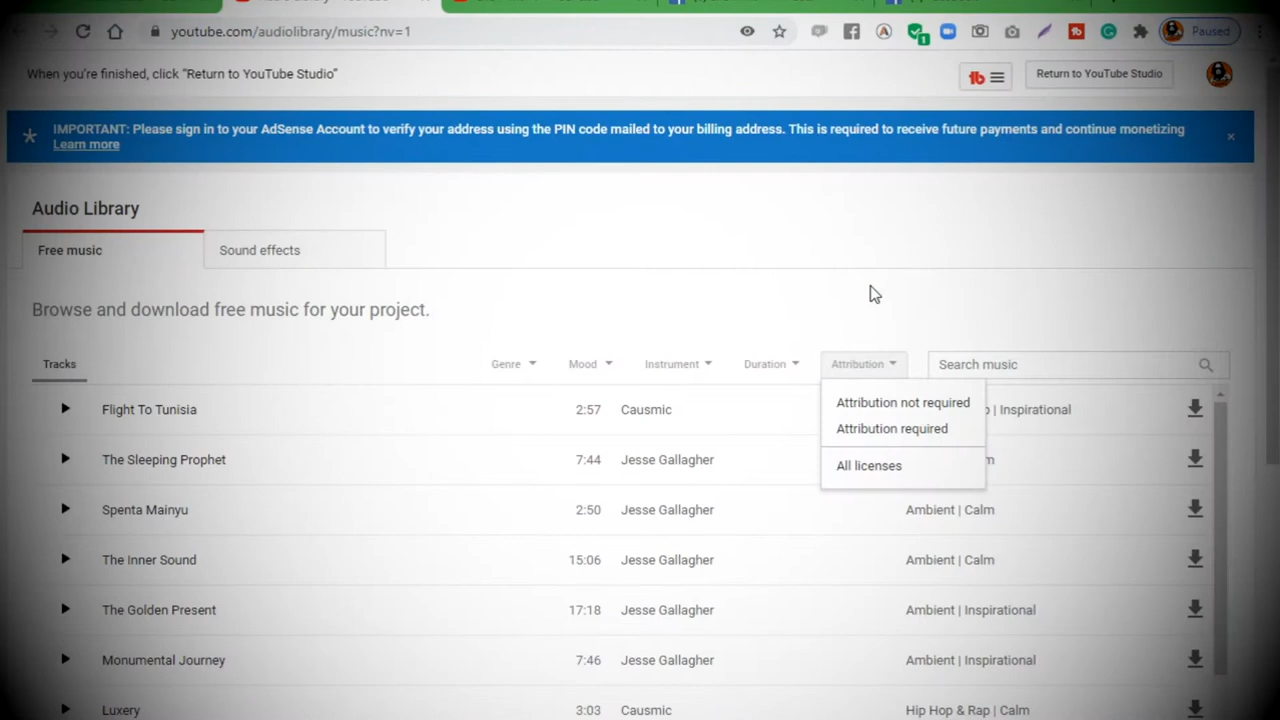 youtube.com/audiolibrary/music?nv=1
Paused
When you're finished, click "Return to YouTube Studio"
Return to YouTube Studio
IMPORTANT: Please sign in to your AdSense Account to verify your address using the PIN code mailed to your billing address. This is required to receive future payments and continue monetizing
Learn more
Audio Library
Free music
Sound effects
Browse and download free music for your project.
Tracks Genre Mood Instrument Duration Attribution Search music
Attribution not required
Attribution required
All licenses
Flight To Tunisia 2:57 Causmic | Inspirational
The Sleeping Prophet 7:44 Jesse Gallagher
Spenta Mainyu 2:50 Jesse Gallagher Ambient | Calm
The Inner Sound 15:06 Jesse Gallagher Ambient | Calm
The Golden Present 17:18 Jesse Gallagher Ambient | Inspirational
Monumental Journey 7:46 Jesse Gallagher Ambient | Inspirational
Luxery 3:03 Causmic Hip Hop & Rap | Calm